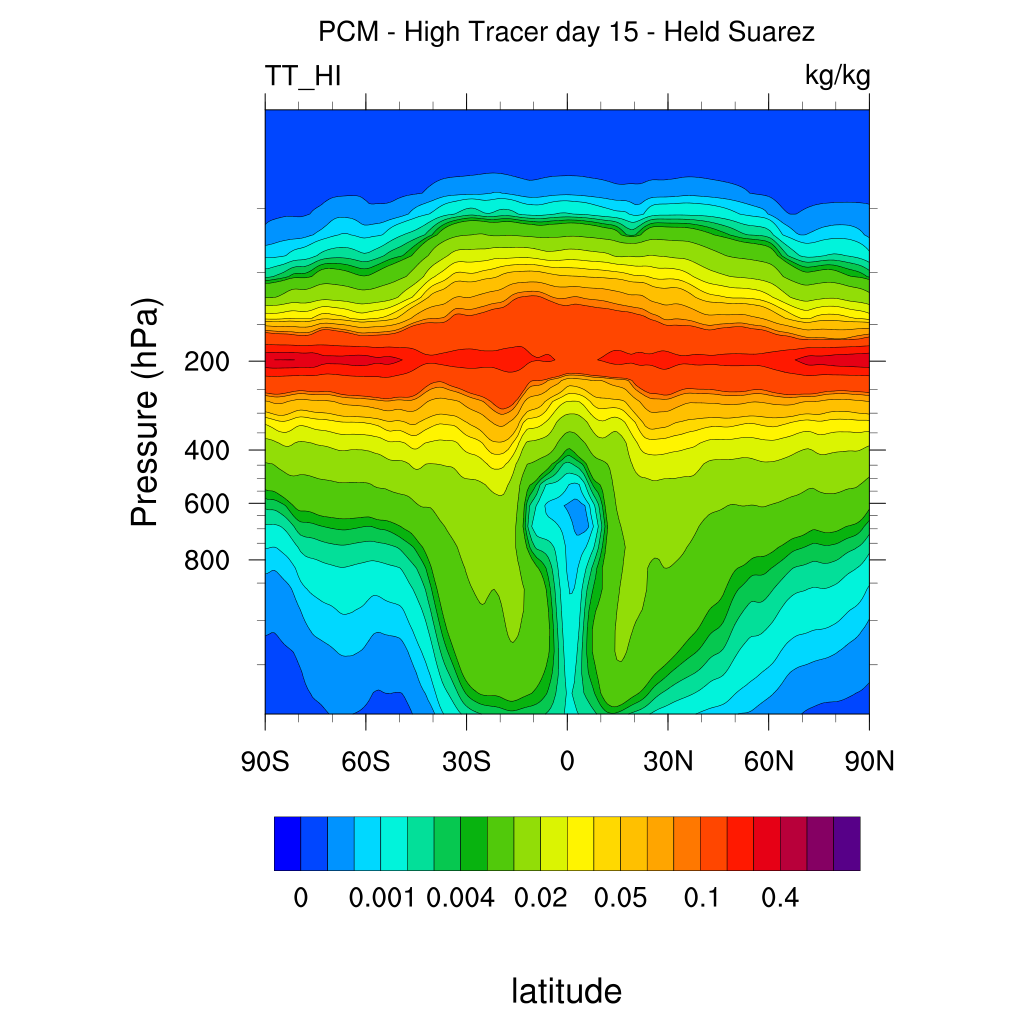 PCM - High Tracer day 15 - Held Suarez
TT_HI kg/kg
Pressure (hPa)
200
400
600
800
90S 60S 30S 0 30N 60N 90N
0 0.001 0.004 0.02 0.05 0.1 0.4
latitude